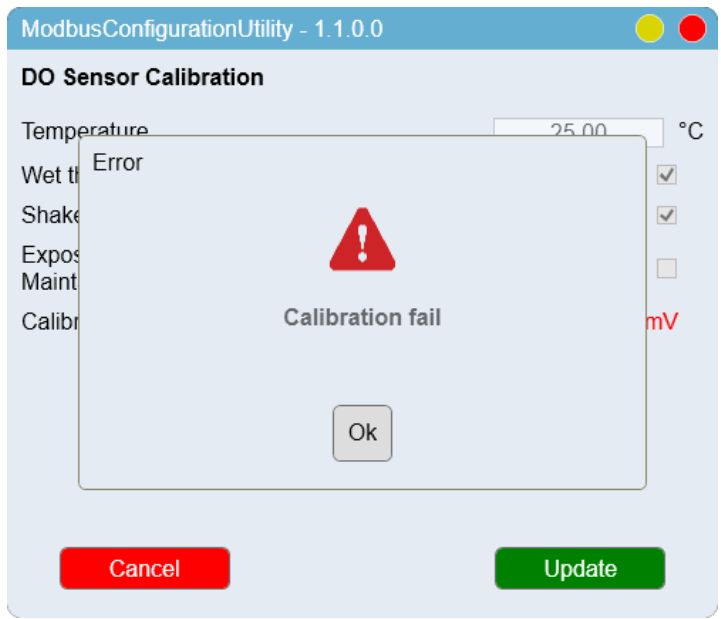 ModbusConfigurationUtility - 1.1.0.0
DO Sensor Calibration
Temperature 25.00 °C
Wet
Error
Shake
Expos
Maint
Calibr mV
Calibration fail
Ok
Cancel Update